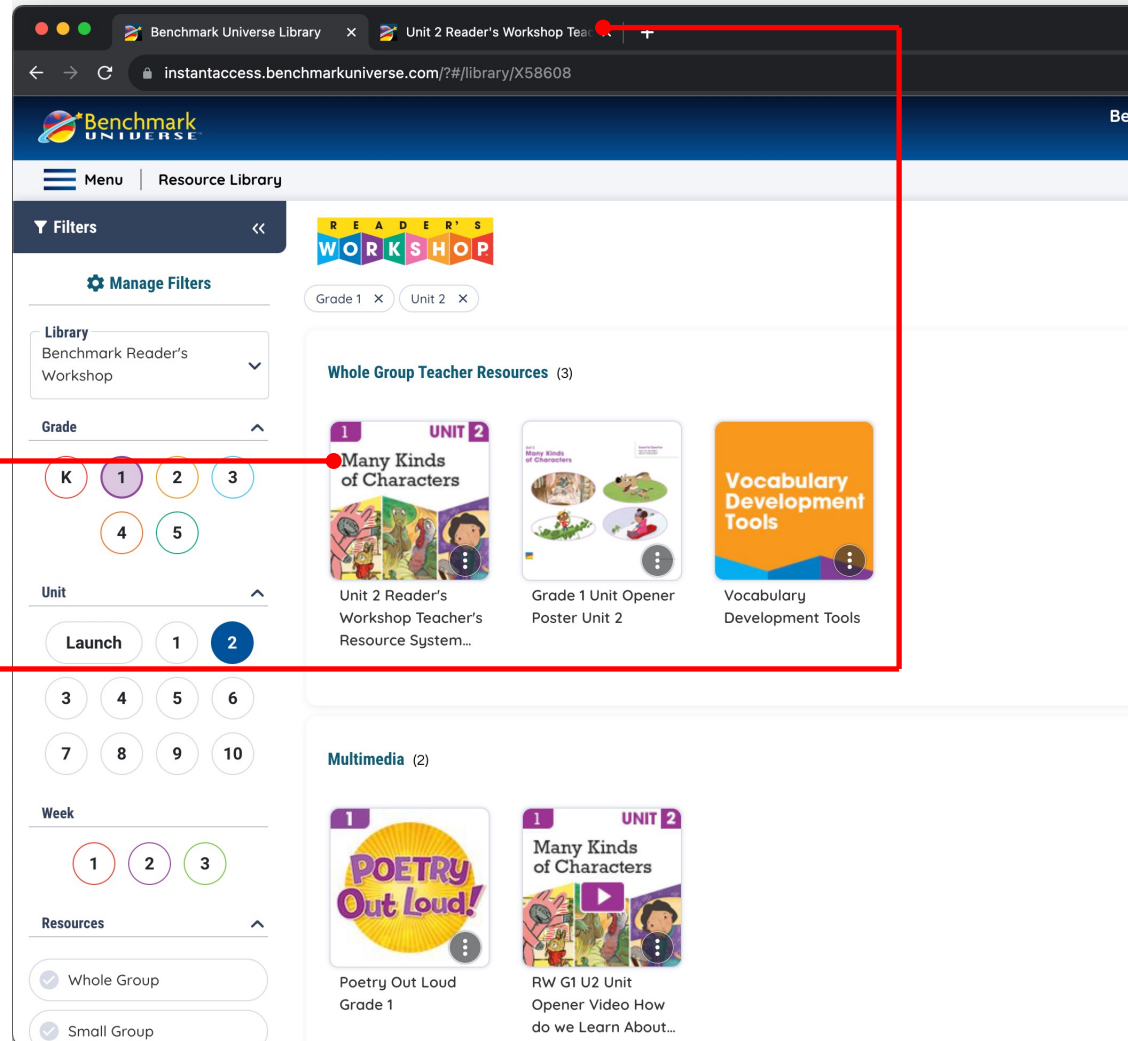 Benchmark Universe Library
Unit 2 Reader's Workshop Teac
instantaccess.benchmarkuniverse.com/?#/library/X58608
Benchmark
UNIVERSE
Be
Menu
Resource Library
Filters
READER'S
WORKSHOP
Manage Filters
Grade 1
Unit 2
Library
Benchmark Reader's
Workshop
Grade
K
1
2
3
4
5
Unit
Launch
1
2
3
4
5
6
7
8
9
10
Week
1
2
3
Resources
Whole Group
Small Group
Whole Group Teacher Resources (3)
1
UNIT 2
Many Kinds
of Characters
Unit 2 Reader's
Workshop Teacher's
Resource System...
Many Kinds
of Characters
Grade 1 Unit Opener
Poster Unit 2
Vocabulary
Development
Tools
Vocabulary
Development Tools
Multimedia (2)
1
POETRY
Out Loud!
Poetry Out Loud
Grade 1
1
UNIT 2
Many Kinds
of Characters
RW G1 U2 Unit
Opener Video How
do we Learn About...